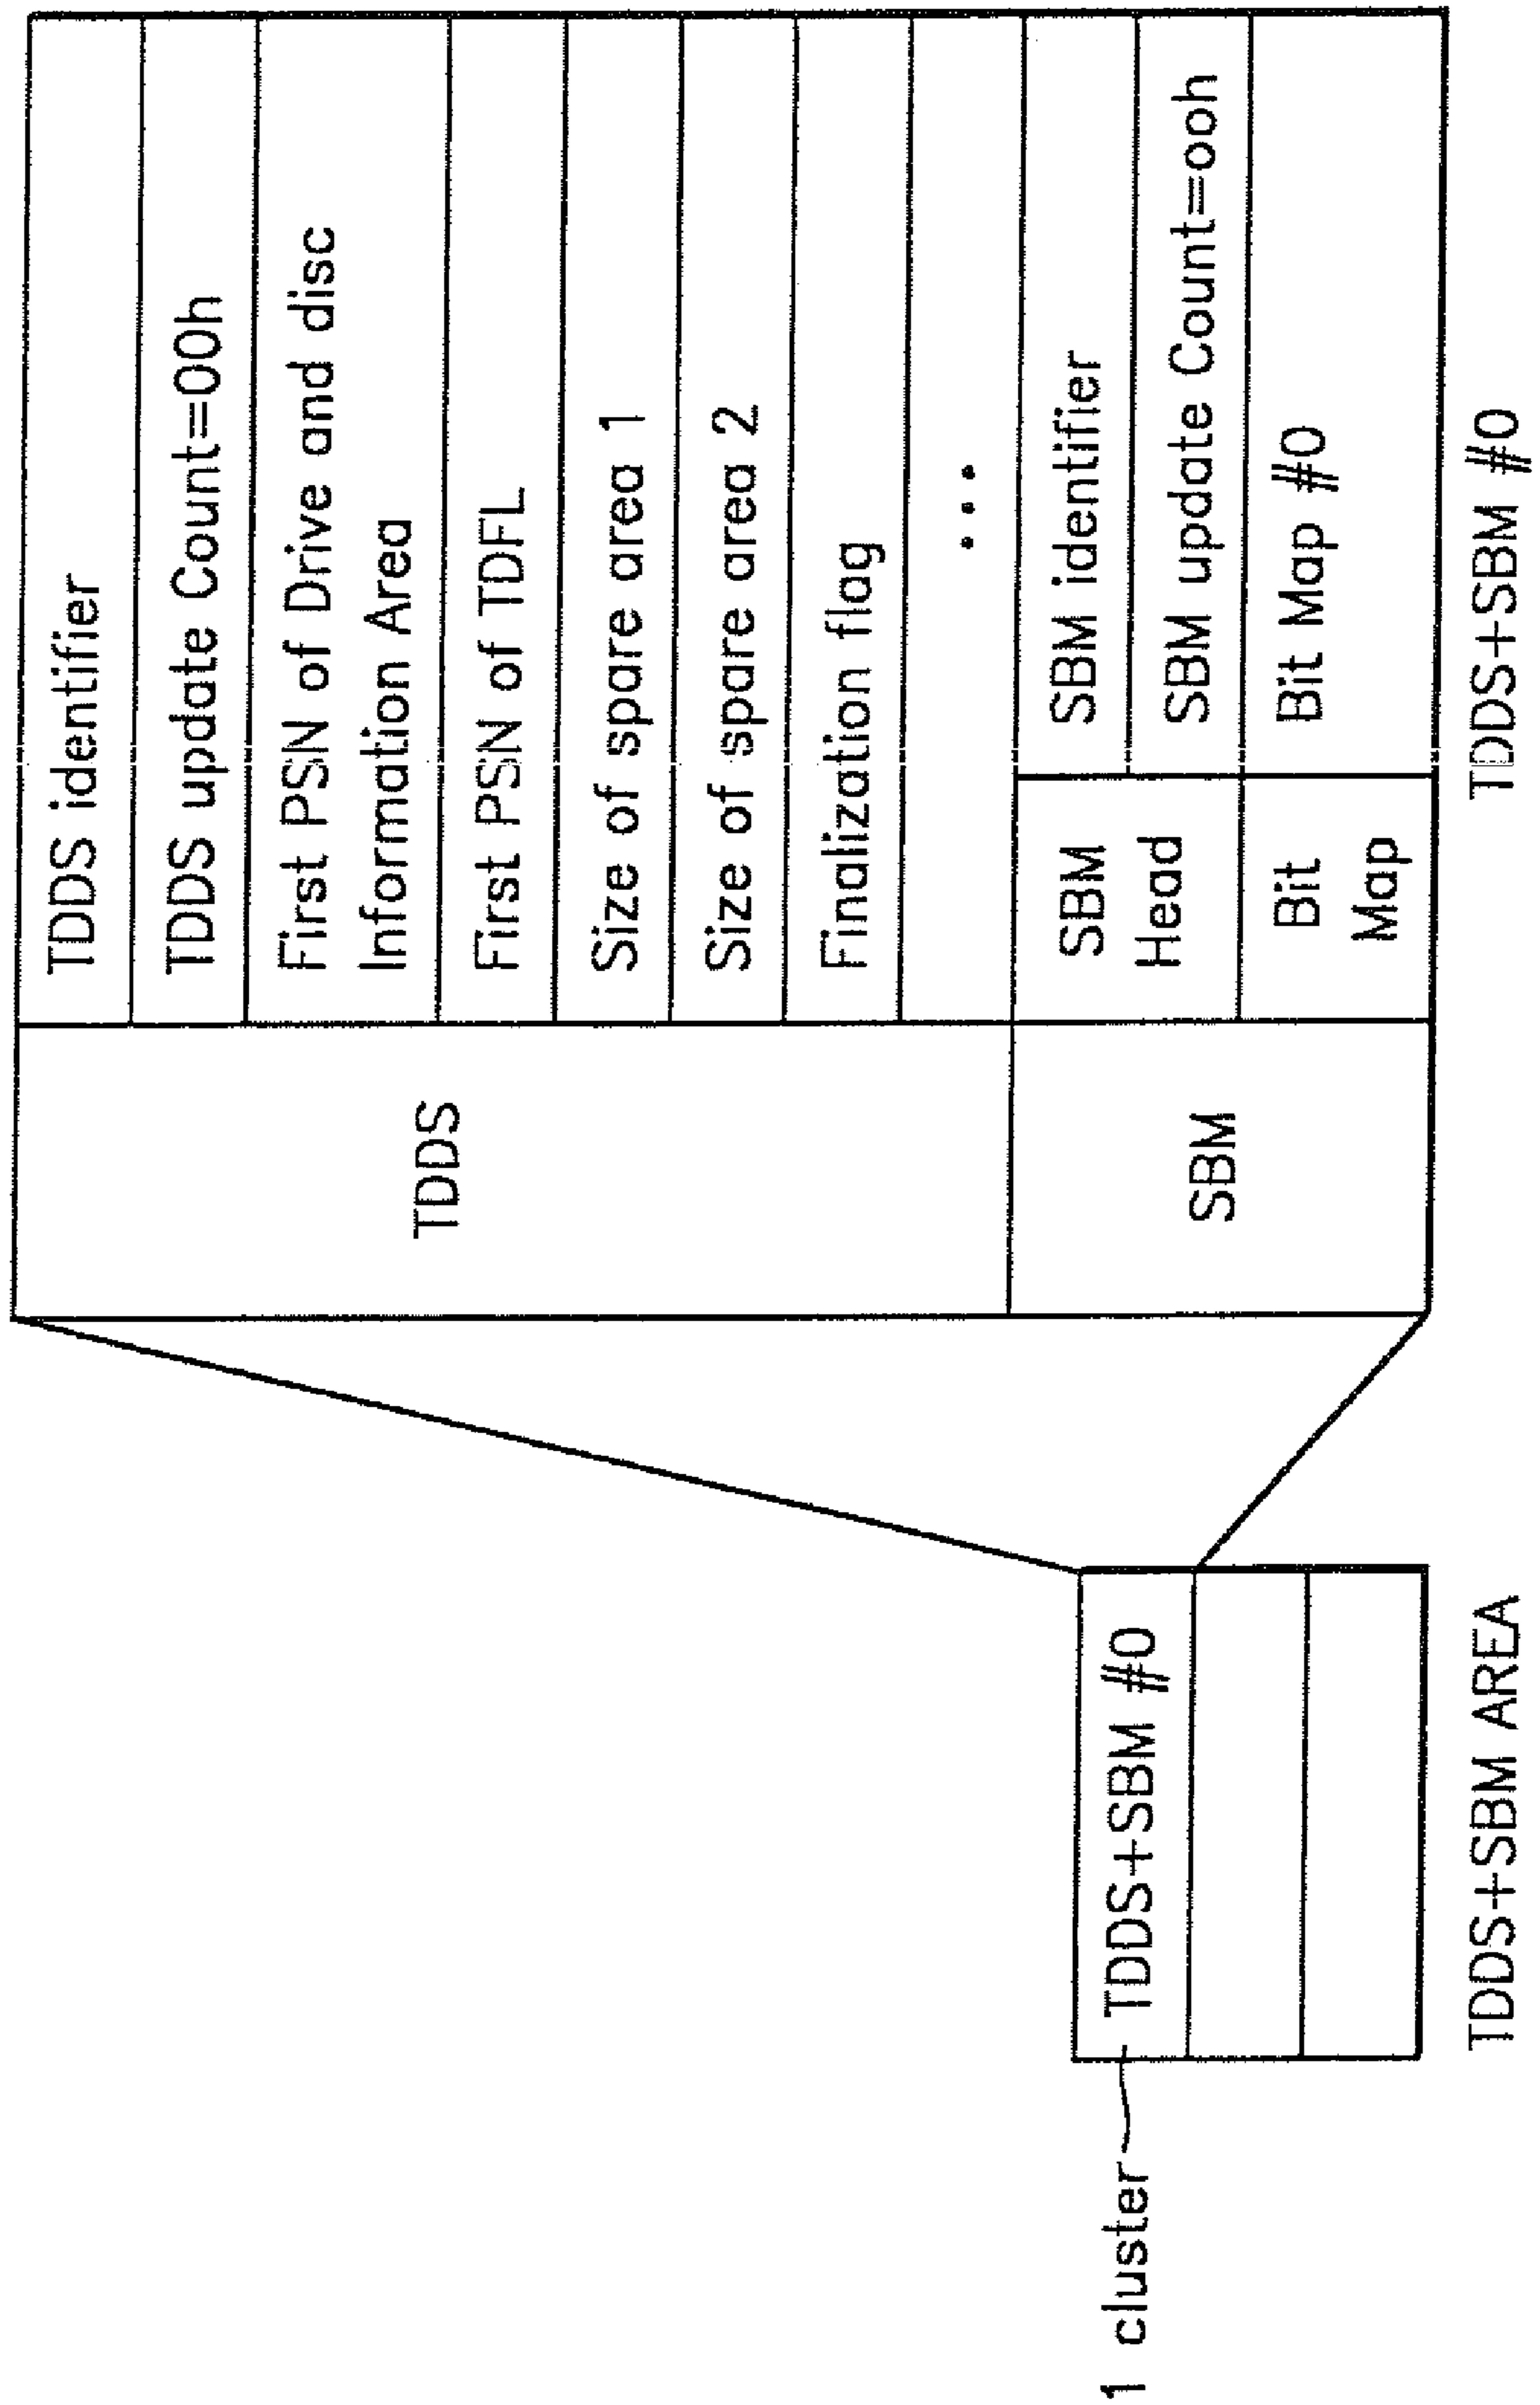 1 cluster
TDDS+SBM #0
TDDS+SBM AREA
TDDS
TDDS identifier
TDDS update Count=00h
First PSN of Drive and disc
Information Area
First PSN of TDFL
Size of spare area 1
Size of spare area 2
Finalization flag
...
SBM
SBM
Head
SBM identifier
SBM update Count=ooh
Bit
Map
Bit Map #0
TDDS+SBM #0